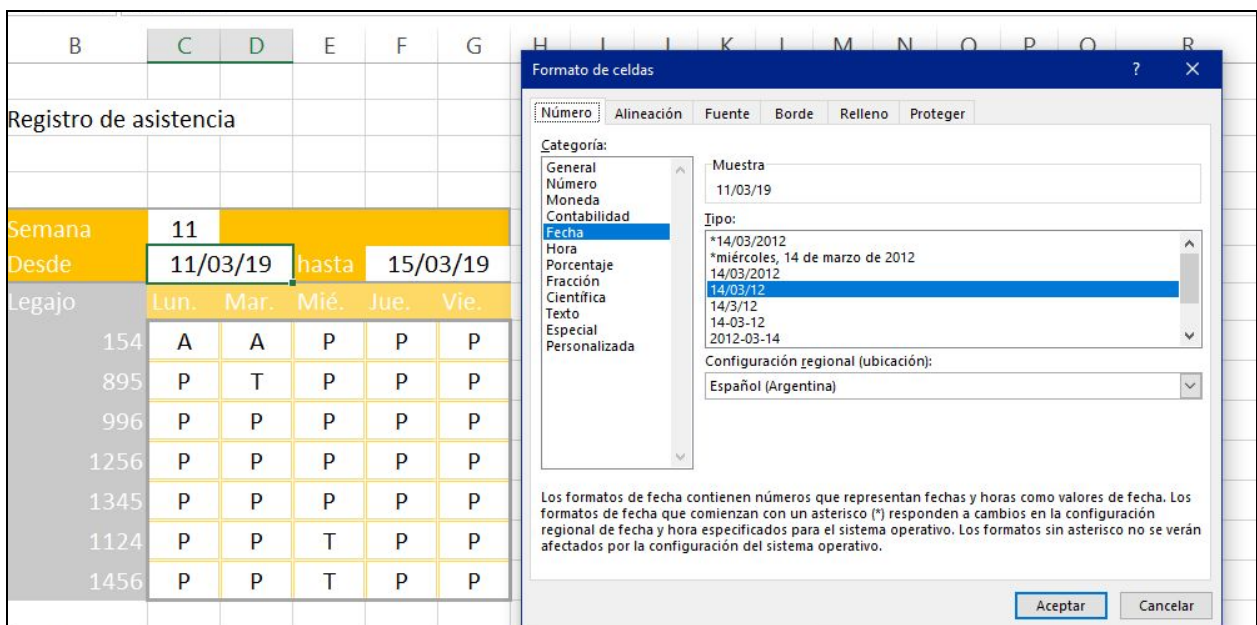 B C D E F G H I J K L M N O P Q R
Registro de asistencia
Semana 11
Desde 11/03/19 hasta 15/03/19
Legajo Lun. Mar. Mié. Jue. Vie.
154 A A P P P
895 P T P P P
996 P P P P P
1256 P P P P P
1345 P P P P P
1124 P P T P P
1456 P P T P P
Formato de celdas ? ×
Número Alineación Fuente Borde Relleno Proteger
Categoría:
General
Número
Moneda
Contabilidad
Fecha
Hora
Porcentaje
Fracción
Científica
Texto
Especial
Personalizada
Muestra
11/03/19
Tipo:
*14/03/2012
*miércoles, 14 de marzo de 2012
14/03/2012
14/03/12
14/3/12
14-03-12
2012-03-14
Configuración regional (ubicación):
Español (Argentina)
Los formatos de fecha contienen números que representan fechas y horas como valores de fecha. Los
formatos de fecha que comienzan con un asterisco (*) responden a cambios en la configuración
regional de fecha y hora especificados para el sistema operativo. Los formatos sin asterisco no se verán
afectados por la configuración del sistema operativo.
Aceptar Cancelar